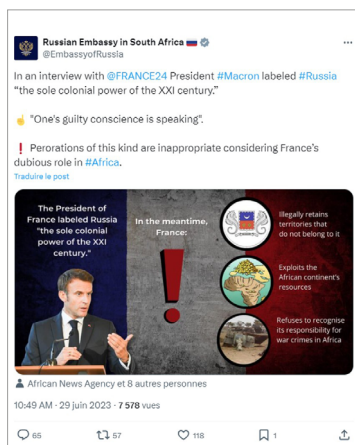 Russian Embassy in South Africa
@EmbassyofRussia
In an interview with @FRANCE24 President #Macron labeled #Russia
“the sole colonial power of the XXI century.”
"One's guilty conscience is speaking".
Perorations of this kind are inappropriate considering France’s
dubious role in #Africa.
Traduire le post
The President of
France labeled Russia
"the sole colonial
power of the XXI
century."
In the meantime,
France:
Illegally retains
territories that
do not belong to it
Exploits the
African continent's
resources
Refuses to recognise
its responsibility for
war crimes in Africa
African News Agency et 8 autres personnes
10:49 AM · 29 juin 2023 · 7 578 vues
65 57 118 1